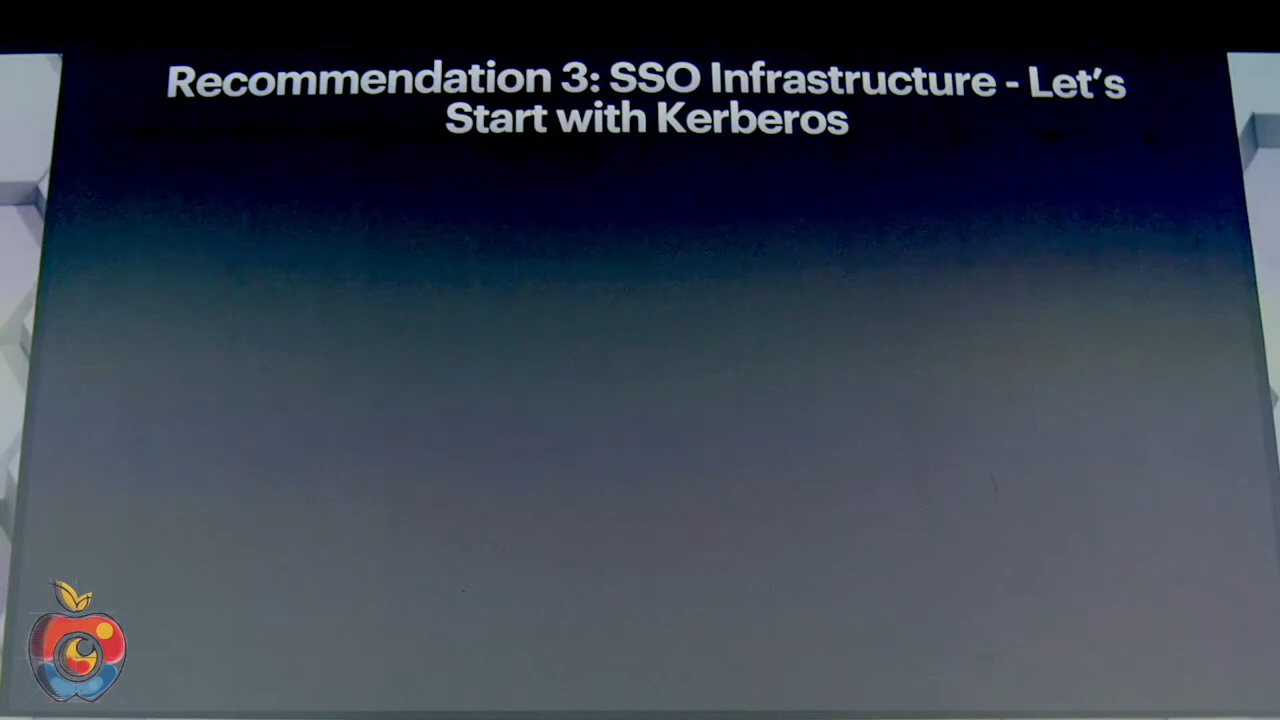 Recommendation 3: SSO Infrastructure - Let's
Start with Kerberos